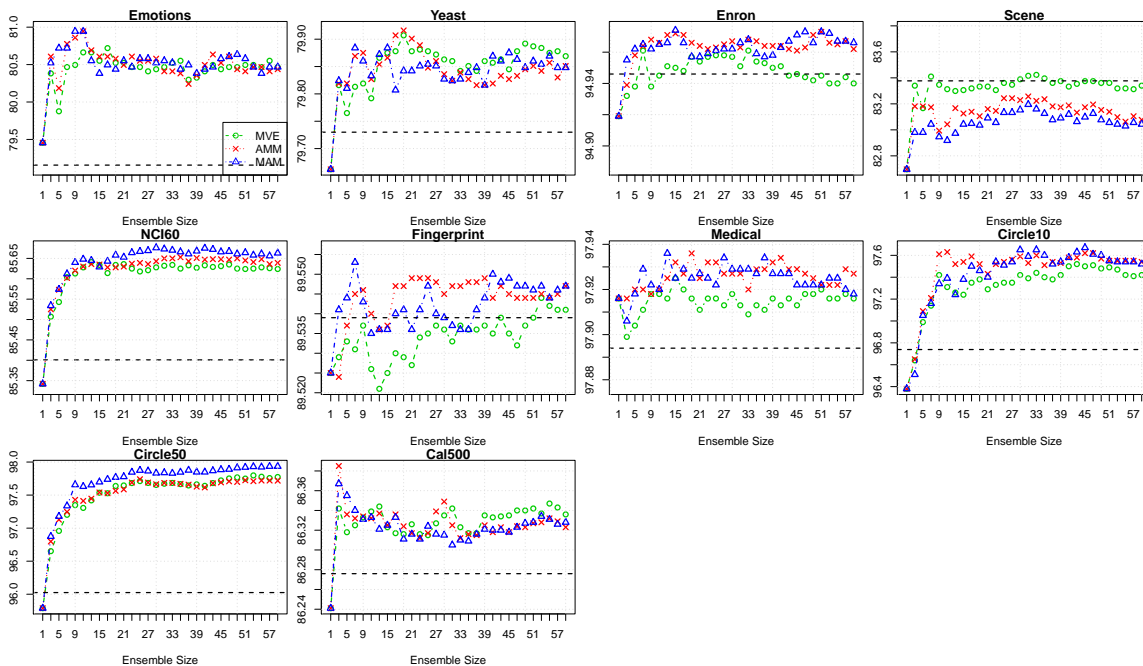 Emotions
81.0
80.5
80.0
79.5
MVE
AMM
MAM
1 5 9 15 21 27 33 39 45 51 57
Ensemble Size
Yeast
79.90
79.80
79.70
1 5 9 15 21 27 33 39 45 51 57
Ensemble Size
Enron
94.94
94.90
1 5 9 15 21 27 33 39 45 51 57
Ensemble Size
Scene
83.6
83.2
82.8
1 5 9 15 21 27 33 39 45 51 57
Ensemble Size
NCI60
85.65
85.55
85.45
85.35
1 5 9 15 21 27 33 39 45 51 57
Ensemble Size
Fingerprint
89.550
89.535
89.520
1 5 9 15 21 27 33 39 45 51 57
Ensemble Size
Medical
97.94
97.92
97.90
97.88
1 5 9 15 21 27 33 39 45 51 57
Ensemble Size
Circle10
97.6
97.2
96.8
96.4
1 5 9 15 21 27 33 39 45 51 57
Ensemble Size
Circle50
98.0
97.5
97.0
96.5
96.0
1 5 9 15 21 27 33 39 45 51 57
Ensemble Size
Cal500
86.36
86.32
86.28
86.24
1 5 9 15 21 27 33 39 45 51 57
Ensemble Size